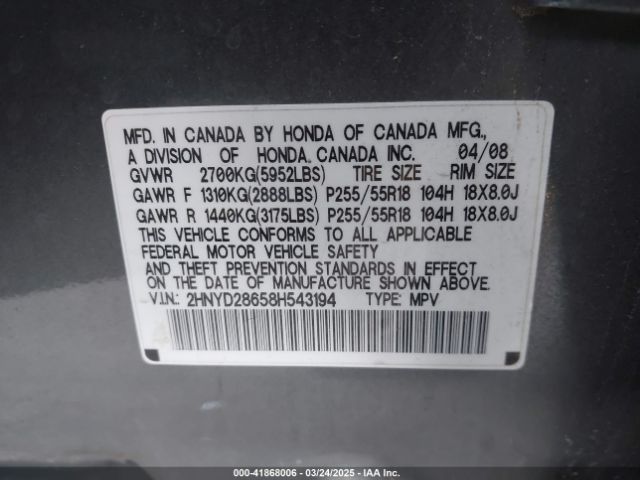 MFD. IN CANADA BY HONDA OF CANADA MFG.,
A DIVISION OF HONDA CANADA INC. 04/08
GVWR 2700KG(5952LBS) TIRE SIZE RIM SIZE
GAWR F 1310KG(2888LBS) P255/55R18 104H 18X8.0J
GAWR R 1440KG(3175LBS) P255/55R18 104H 18X8.0J
THIS VEHICLE CONFORMS TO ALL APPLICABLE
FEDERAL MOTOR VEHICLE SAFETY
AND THEFT PREVENTION STANDARDS IN EFFECT
ON THE DATE OF MANUFACTURE SHOWN ABOVE.
V.I.N.: 2HNYD28658H543194 TYPE: MPV
000-41868006 - 03/24/2025 - IAA Inc.